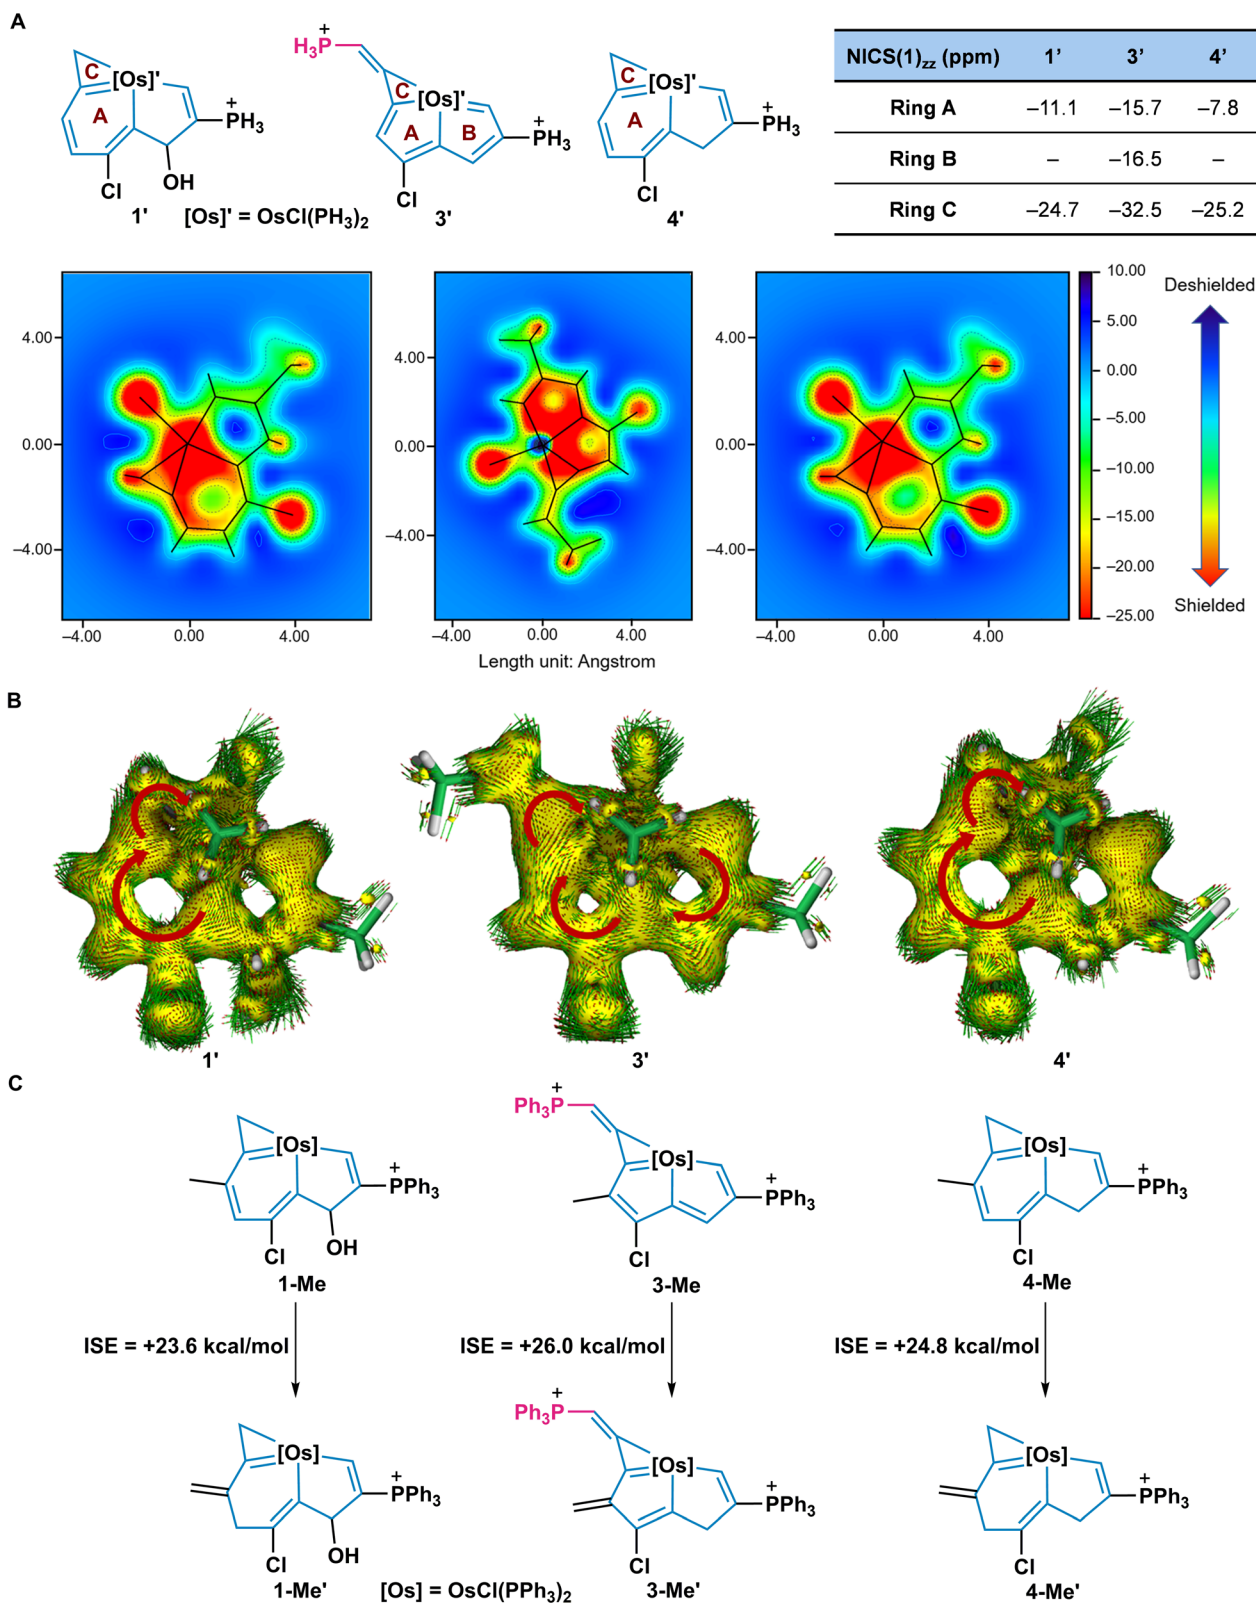 A
H₃P⁺
[Os]'
[Os]'
[Os]'
C
A
C
A
B
C
A
⁺PH₃
⁺PH₃
⁺PH₃
Cl
OH
Cl
Cl
1'
[Os]' = OsCl(PH₃)₂
3'
4'
NICS(1)zz (ppm) 1' 3' 4'
Ring A –11.1 –15.7 –7.8
Ring B – –16.5 –
Ring C –24.7 –32.5 –25.2
4.00
0.00
–4.00
–4.00 0.00 4.00
4.00
0.00
–4.00
–4.00 0.00 4.00
4.00
0.00
–4.00
–4.00 0.00 4.00
Length unit: Angstrom
10.00
5.00
0.00
–5.00
–10.00
–15.00
–20.00
–25.00
Deshielded
Shielded
B
1'
3'
4'
C
[Os]
⁺PPh₃
Cl
OH
1-Me
Ph₃P⁺
[Os]
⁺PPh₃
Cl
3-Me
[Os]
⁺PPh₃
Cl
4-Me
ISE = +23.6 kcal/mol
ISE = +26.0 kcal/mol
ISE = +24.8 kcal/mol
[Os]
⁺PPh₃
Cl
OH
1-Me'
Ph₃P⁺
[Os]
⁺PPh₃
Cl
3-Me'
[Os]
⁺PPh₃
Cl
4-Me'
[Os] = OsCl(PPh₃)₂